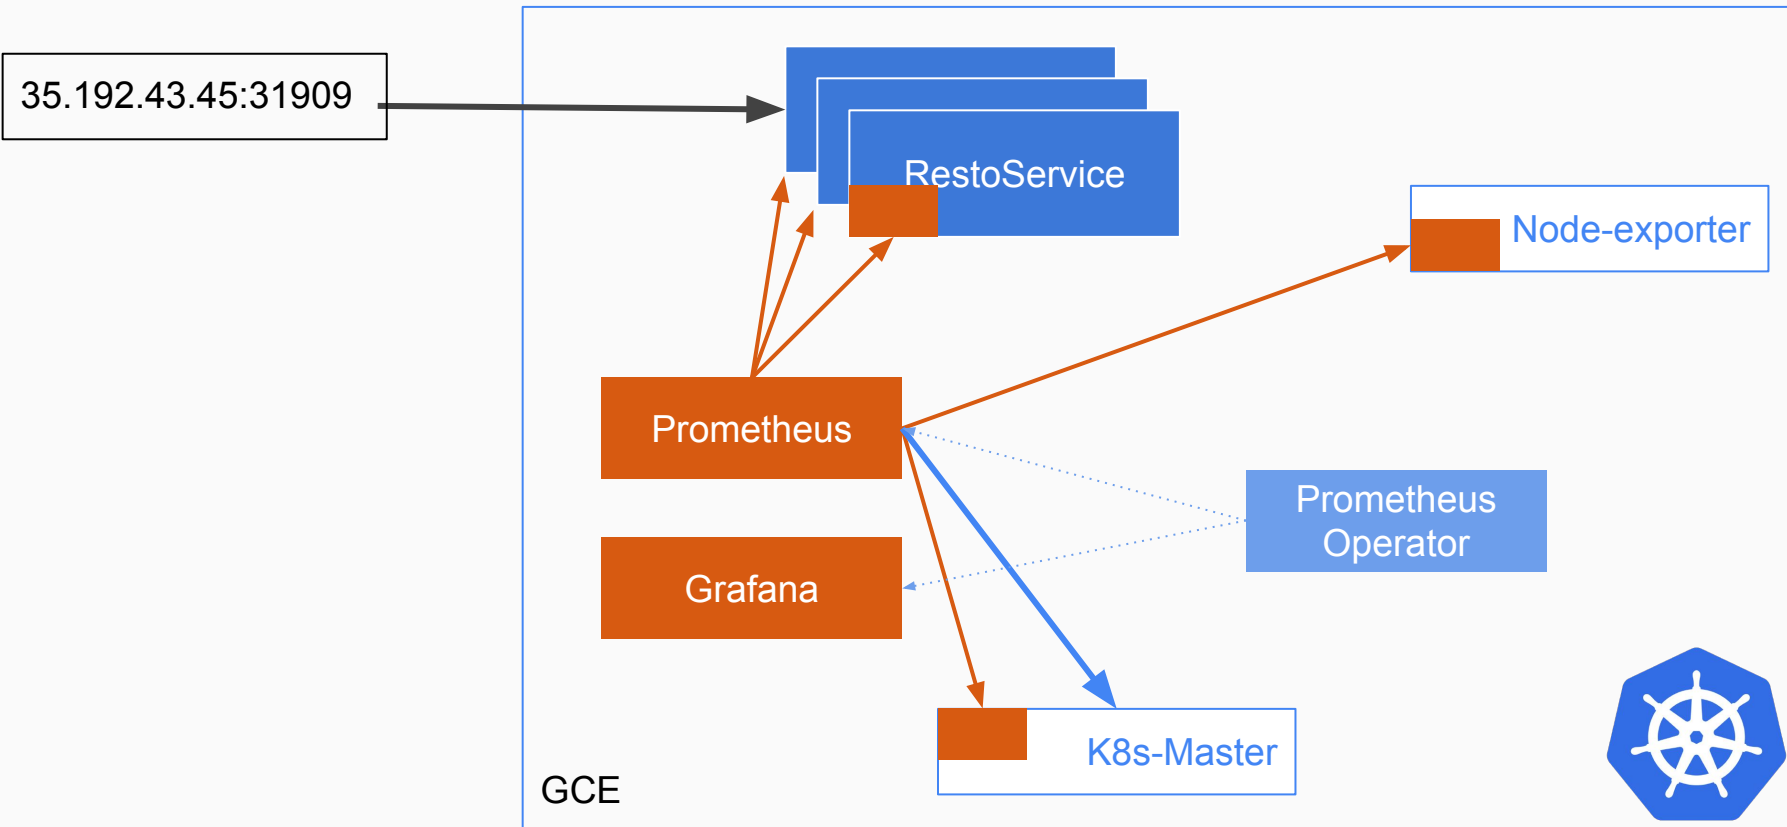 35.192.43.45:31909
RestoService
Node-exporter
Prometheus
Prometheus
Operator
Grafana
K8s-Master
GCE